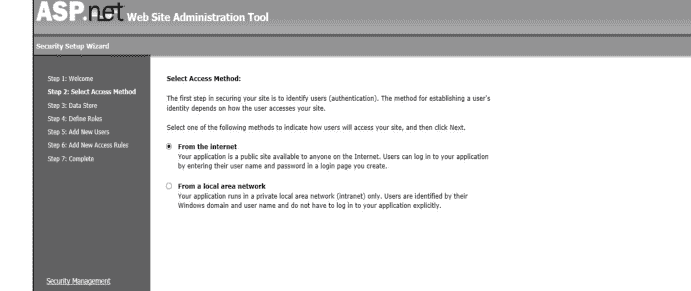 ASP.net Web Site Administration Tool
Security Setup Wizard
Step 1: Welcome
Step 2: Select Access Method
Step 3: Data Store
Step 4: Define Roles
Step 5: Add New Users
Step 6: Add New Access Rules
Step 7: Complete
Security Management
Select Access Method:
The first step in securing your site is to identify users (authentication). The method for establishing a user's
identity depends on how the user accesses your site.
Select one of the following methods to indicate how users will access your site, and then click Next.
From the internet
Your application is a public site available to anyone on the Internet. Users can log in to your application
by entering their user name and password in a login page you create.
From a local area network
Your application runs in a private local area network (intranet) only. Users are identified by their
Windows domain and user name and do not have to log in to your application explicitly.